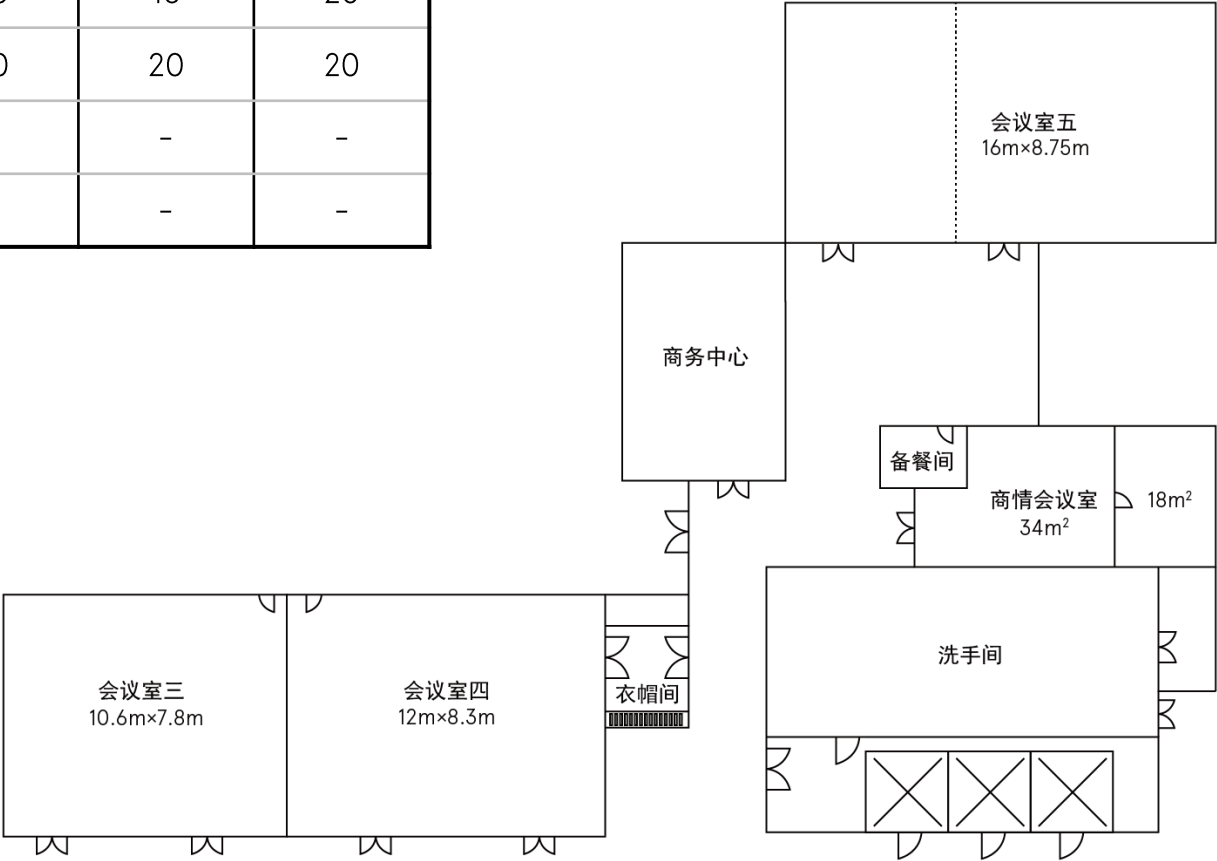 20 20
- -
- -
会议室五
16m×8.75m
商务中心
备餐间
商情会议室
34m²
18m²
洗手间
会议室三
10.6m×7.8m
会议室四
12m×8.3m
衣帽间